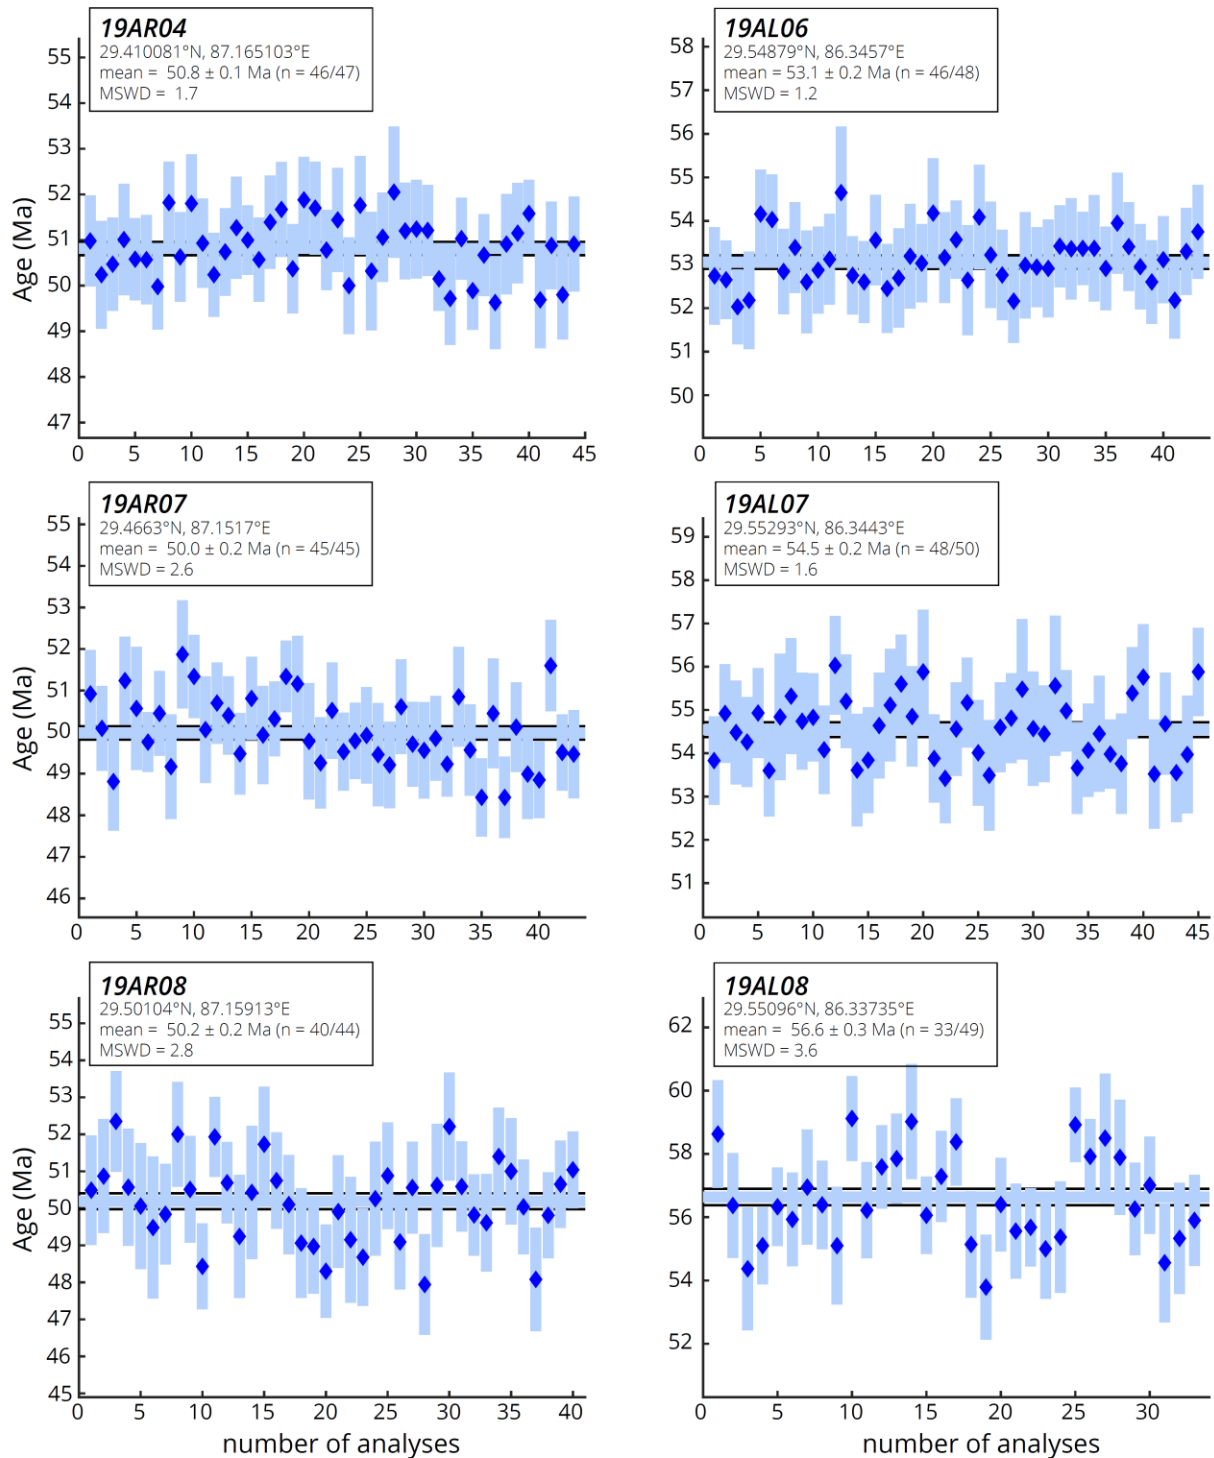 19AR04
29.410081°N, 87.165103°E
mean = 50.8 ± 0.1 Ma (n = 46/47)
MSWD = 1.7
Age (Ma)
55
54
53
52
51
50
49
48
47
0 5 10 15 20 25 30 35 40 45
19AL06
29.54879°N, 86.3457°E
mean = 53.1 ± 0.2 Ma (n = 46/48)
MSWD = 1.2
58
57
56
55
54
53
52
51
50
0 5 10 15 20 25 30 35 40
19AR07
29.4663°N, 87.1517°E
mean = 50.0 ± 0.2 Ma (n = 45/45)
MSWD = 2.6
Age (Ma)
55
54
53
52
51
50
49
48
47
46
0 5 10 15 20 25 30 35 40
19AL07
29.55293°N, 86.3443°E
mean = 54.5 ± 0.2 Ma (n = 48/50)
MSWD = 1.6
59
58
57
56
55
54
53
52
51
0 5 10 15 20 25 30 35 40 45
19AR08
29.50104°N, 87.15913°E
mean = 50.2 ± 0.2 Ma (n = 40/44)
MSWD = 2.8
Age (Ma)
55
54
53
52
51
50
49
48
47
46
45
0 5 10 15 20 25 30 35 40
number of analyses
19AL08
29.55096°N, 86.33735°E
mean = 56.6 ± 0.3 Ma (n = 33/49)
MSWD = 3.6
62
60
58
56
54
52
0 5 10 15 20 25 30
number of analyses